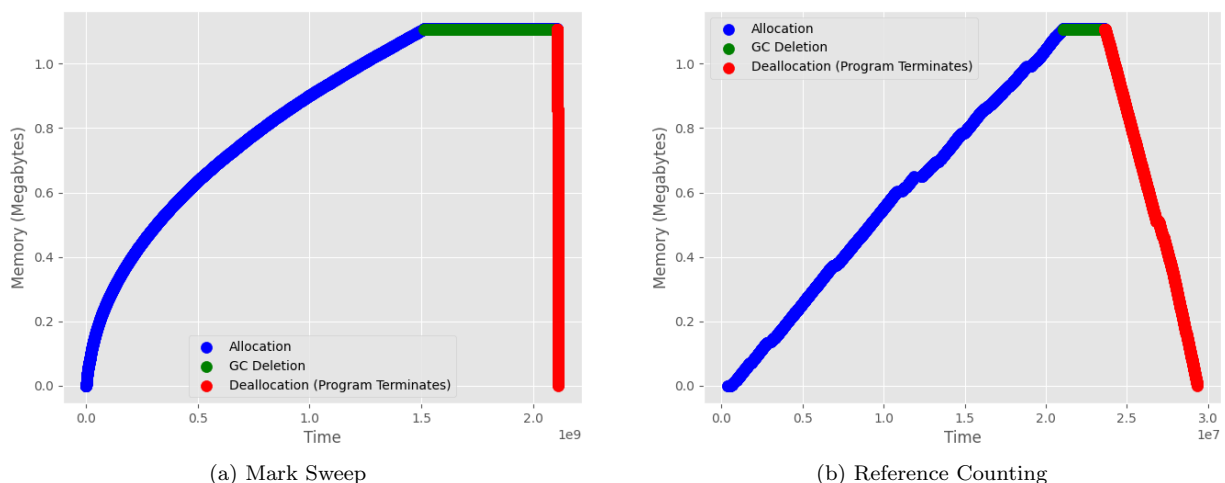 1.0
0.8
0.6
0.4
0.2
0.0
Memory (Megabytes)
Allocation
GC Deletion
Deallocation (Program Terminates)
0.0 0.5 1.0 1.5 2.0
1e9
Time
(a) Mark Sweep
Allocation
GC Deletion
Deallocation (Program Terminates)
1.0
0.8
0.6
0.4
0.2
0.0
Memory (Megabytes)
0.0 0.5 1.0 1.5 2.0 2.5 3.0
1e7
Time
(b) Reference Counting